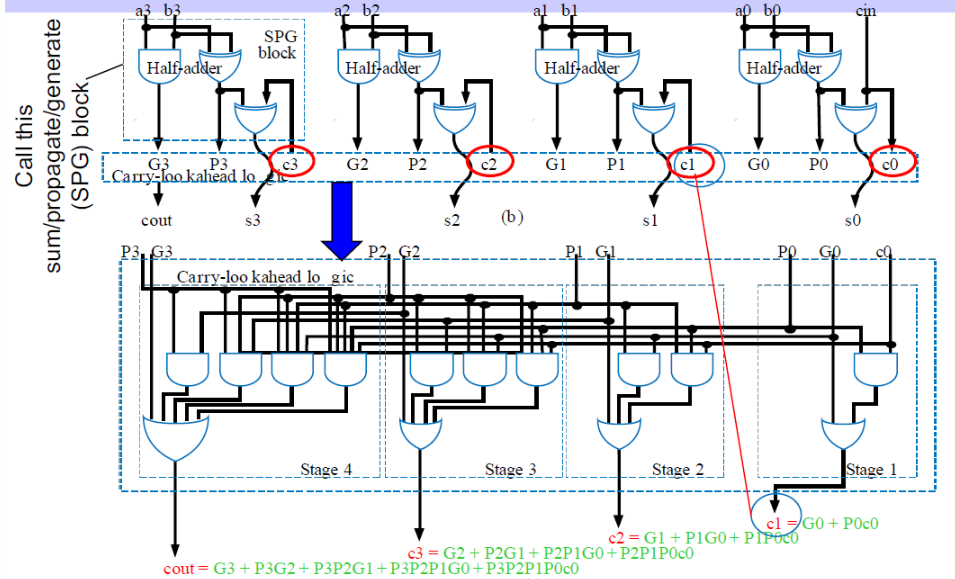 a3 b3 a2 b2 a1 b1 a0 b0 cin
SPG
block
Half-adder Half-adder Half-adder Half-adder
Call this
sum/propagate/generate
(SPG) block
G3 P3 c3 G2 P2 c2 G1 P1 c1 G0 P0 c0
Carry-loo kahead lo gic
cout s3 s2 (b) s1 s0
P3 G3 P2 G2 P1 G1 P0 G0 c0
Carry-loo kahead lo gic
Stage 4 Stage 3 Stage 2 Stage 1
c1 = G0 + P0c0
c2 = G1 + P1G0 + P1P0c0
c3 = G2 + P2G1 + P2P1G0 + P2P1P0c0
cout = G3 + P3G2 + P3P2G1 + P3P2P1G0 + P3P2P1P0c0